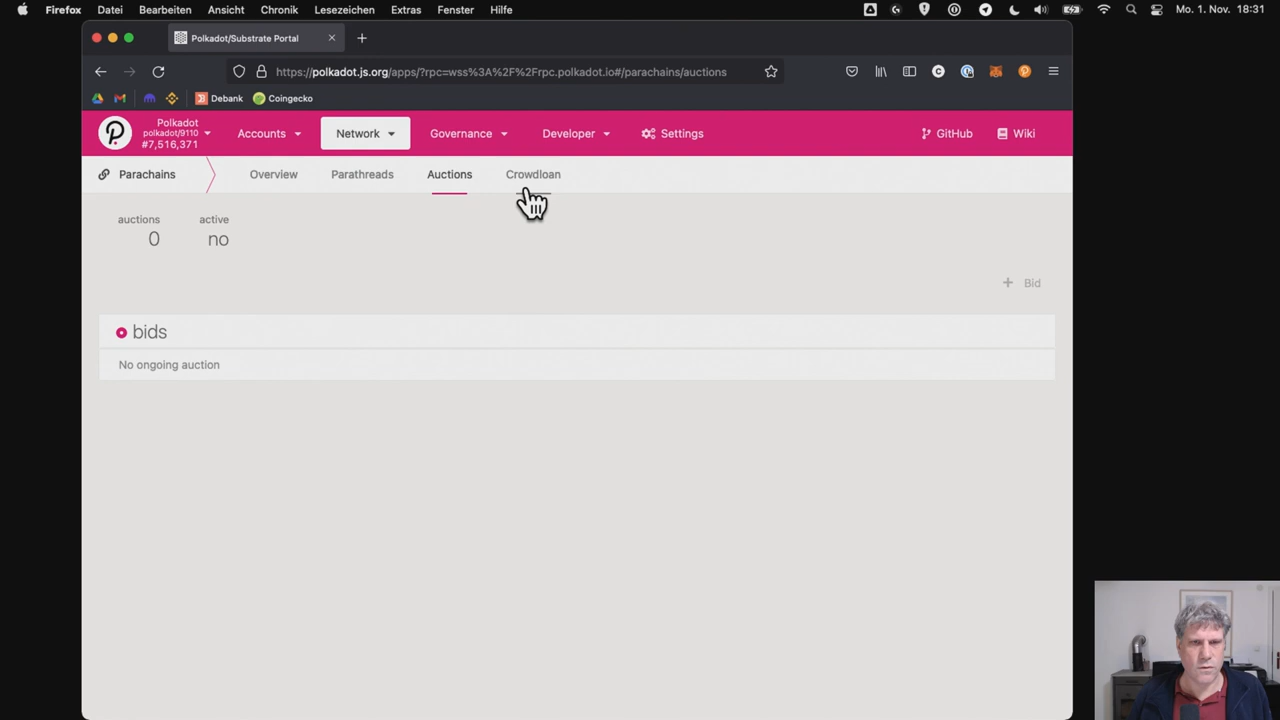 Firefox Datei Bearbeiten Ansicht Chronik Lesezeichen Extras Fenster Hilfe Mo. 1. Nov. 18:31
Polkadot/Substrate Portal
https://polkadot.js.org/apps/?rpc=wss%3A%2F%2Frpc.polkadot.io#/parachains/auctions
Debank Coingecko
Polkadot
polkadot/9110
#7,516,371
Accounts Network Governance Developer Settings GitHub Wiki
Parachains Overview Parathreads Auctions Crowdloan
auctions active
0 no
+ Bid
bids
No ongoing auction